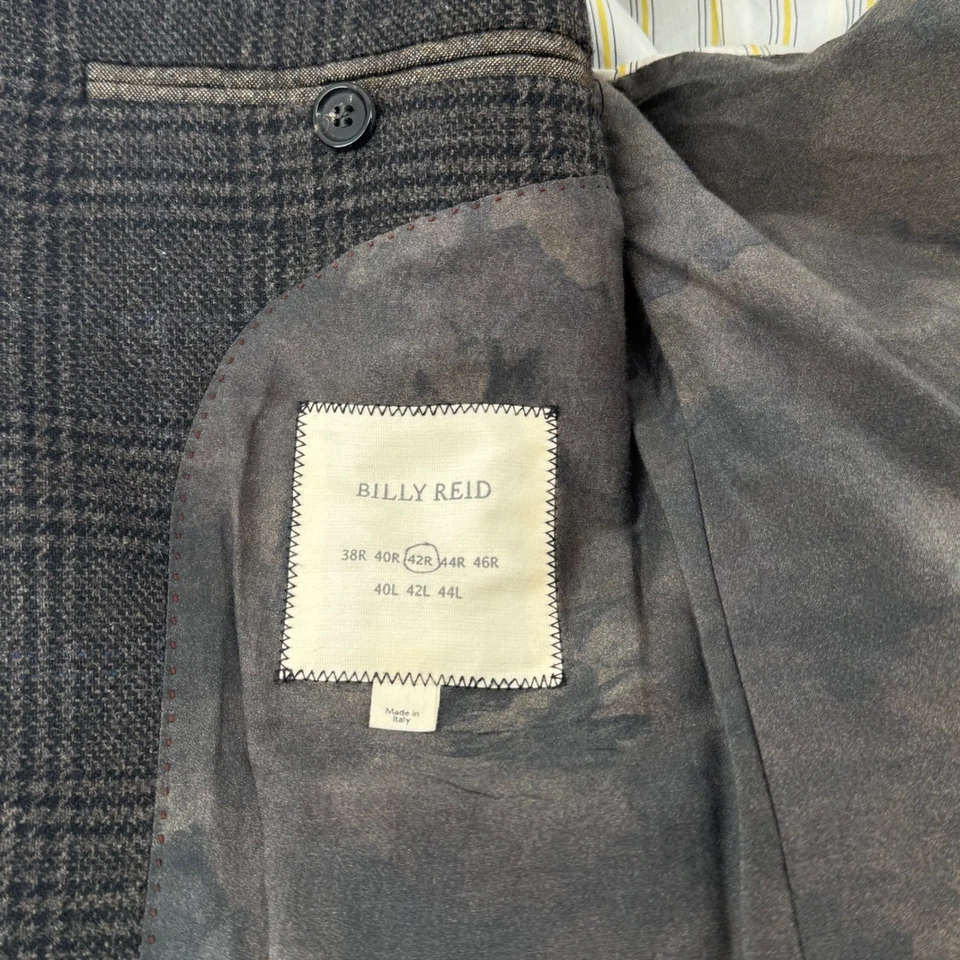 BILLY REID
38R 40R 42R 44R 46R
40L 42L 44L
Made in
Italy